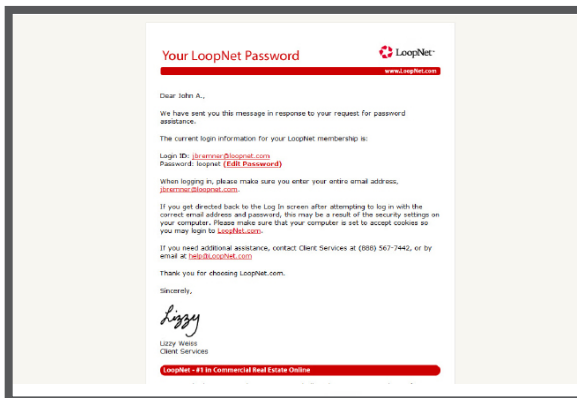 Your LoopNet Password
LoopNet
www.LoopNet.com
Dear John A.,
We have sent you this message in response to your request for password
assistance.
The current login information for your LoopNet membership is:
Login ID: jbremner@loopnet.com
Password: loopnet (Edit Password)
When logging in, please make sure you enter your entire email address,
jbremner@loopnet.com.
If you get directed back to the Log In screen after attempting to log in with the
correct email address and password, this may be a result of the security settings on
your computer. Please make sure that your computer is set to accept cookies so
you may login to LoopNet.com.
If you need additional assistance, contact Client Services at (888) 567-7442, or by
email at help@LoopNet.com
Thank you for choosing LoopNet.com.
Sincerely,
Lizzy
Lizzy Weiss
Client Services
LoopNet - #1 in Commercial Real Estate Online